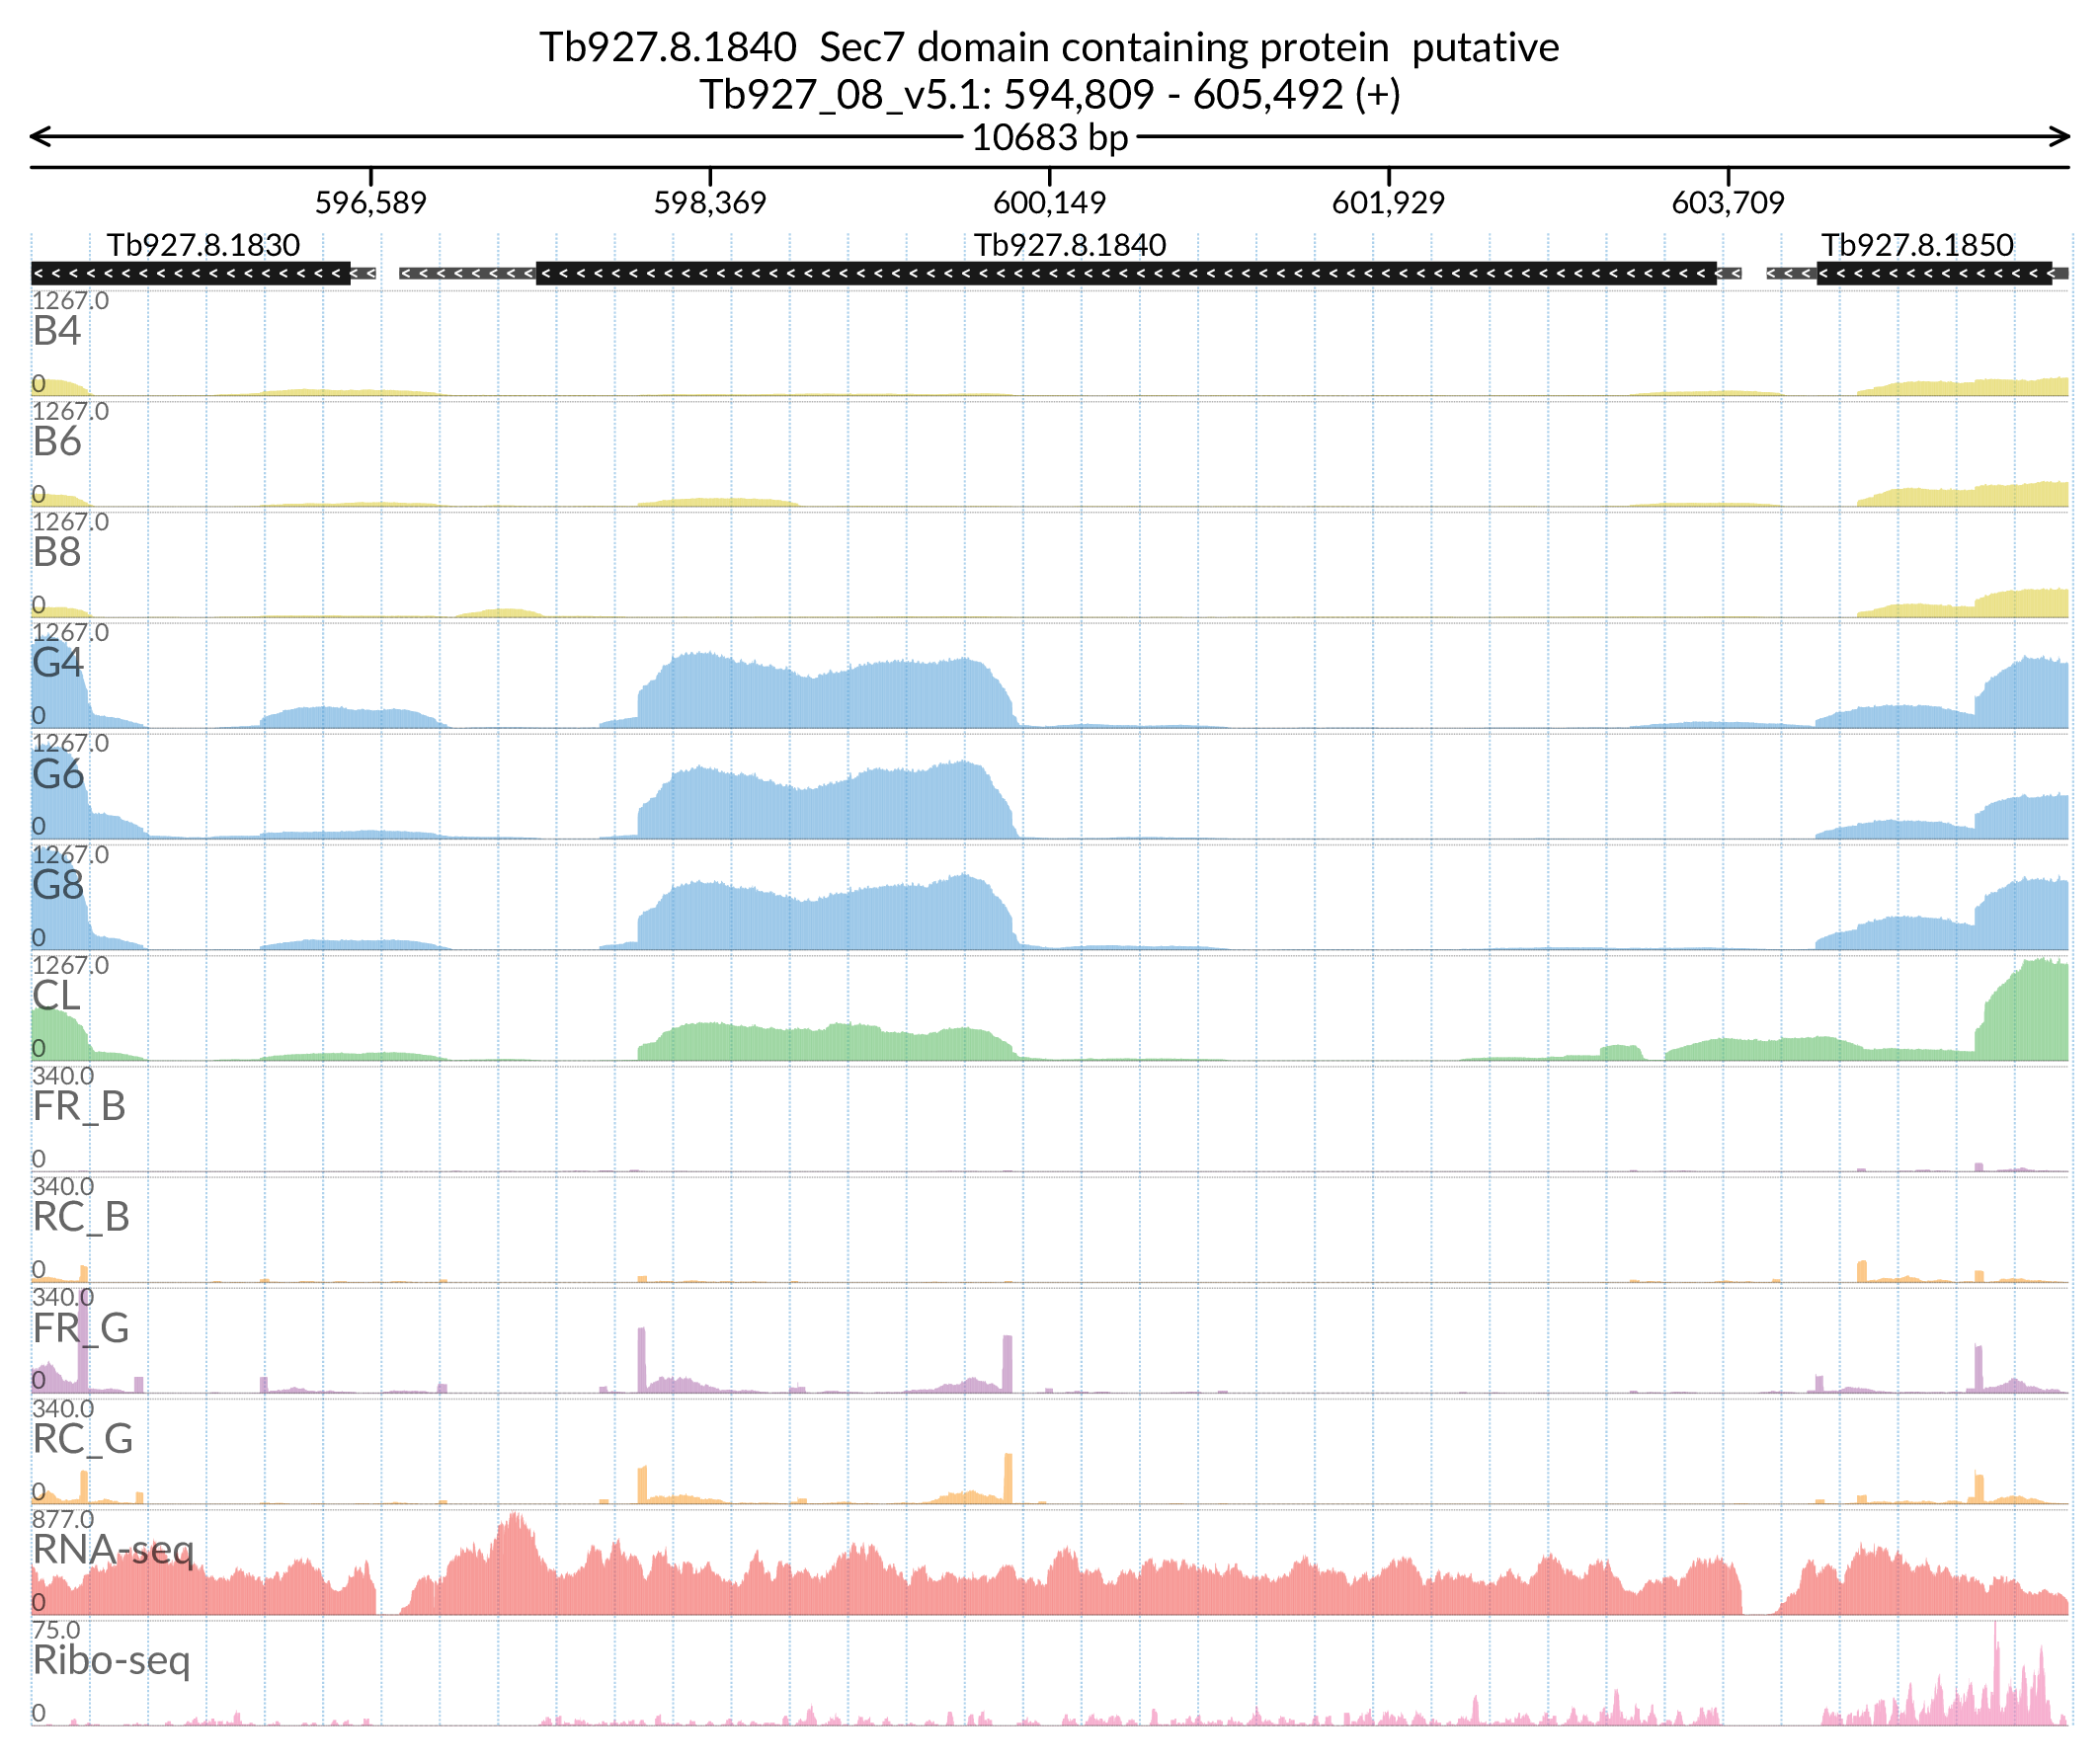 Tb927.8.1840 Sec7 domain containing protein putative
Tb927_08_v5.1: 594,809 - 605,492 (+)
10683 bp
596,589 598,369 600,149 601,929 603,709
Tb927.8.1830 Tb927.8.1840 Tb927.8.1850
1267.0
B4
0
1267.0
B6
0
1267.0
B8
0
1267.0
G4
0
1267.0
G6
0
1267.0
G8
0
1267.0
CL
0
340.0
FR_B
0
340.0
RC_B
0
340.0
FR_G
0
340.0
RC_G
0
877.0
RNA-seq
0
75.0
Ribo-seq
0